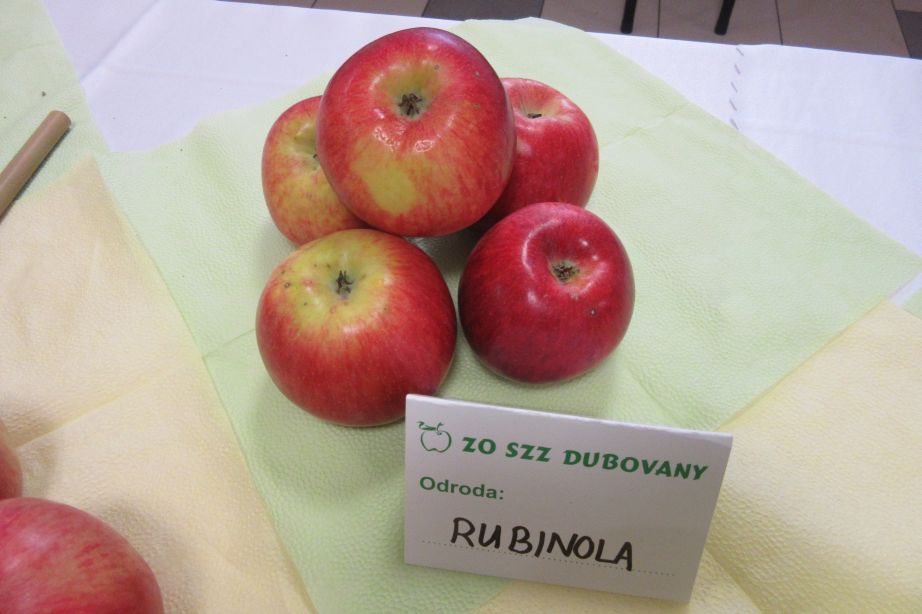 ZO SZZ DUBOVANY
Odroda:
RUBINOLA